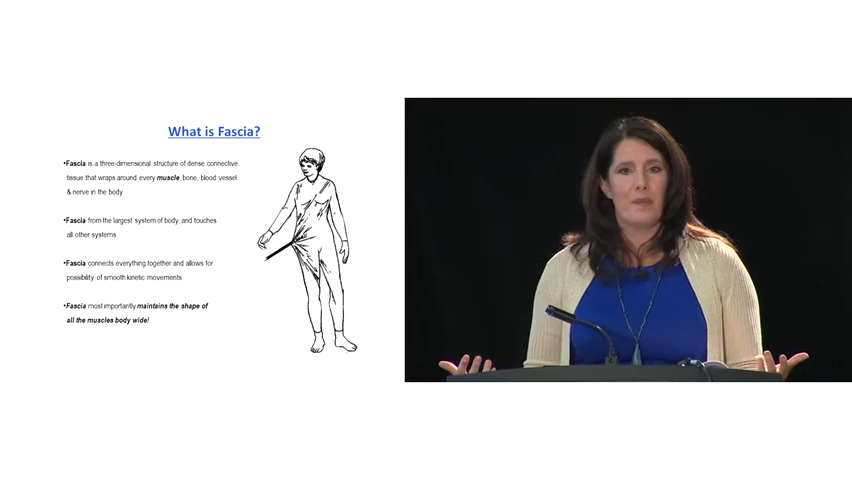 What is Fascia?
•Fascia is a three-dimensional structure of dense connective
tissue that wraps around every muscle, bone, blood vessel
& nerve in the body
•Fascia from the largest system of body, and touches
all other systems
•Fascia connects everything together and allows for
possibility of smooth kinetic movements
•Fascia most importantly maintains the shape of
all the muscles body wide!